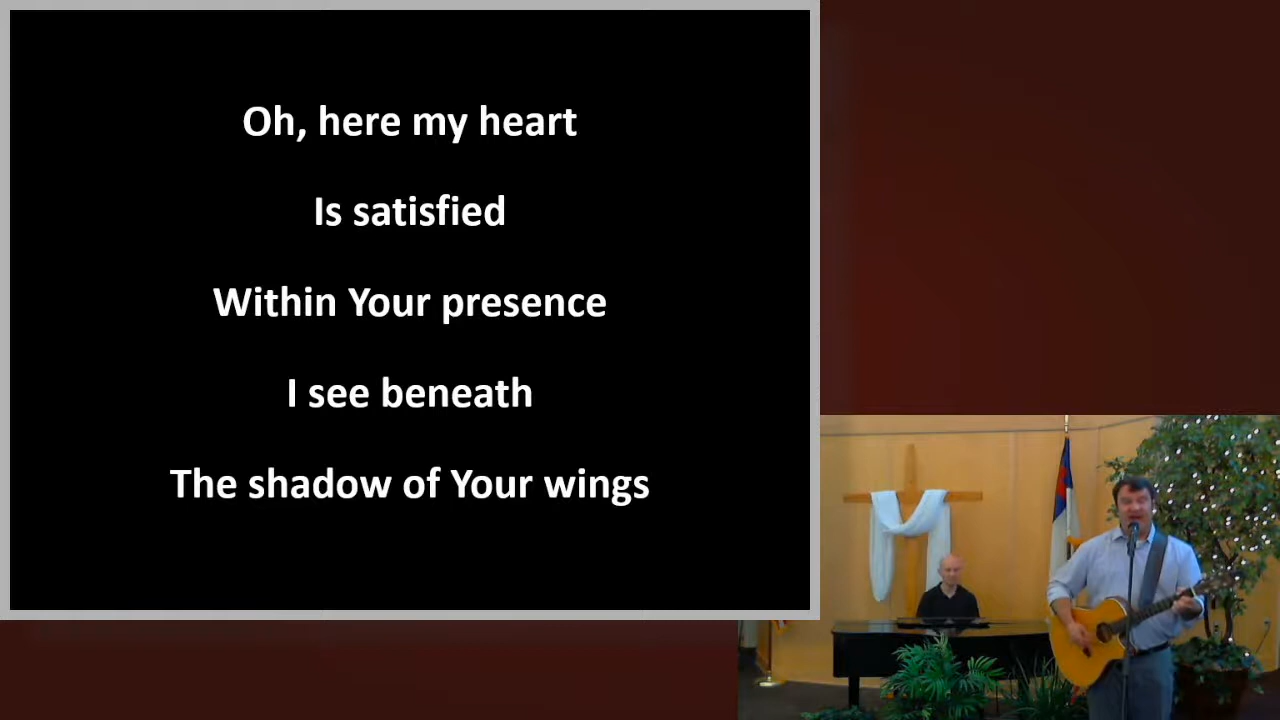 Oh, here my heart
Is satisfied
Within Your presence
I see beneath
The shadow of Your wings